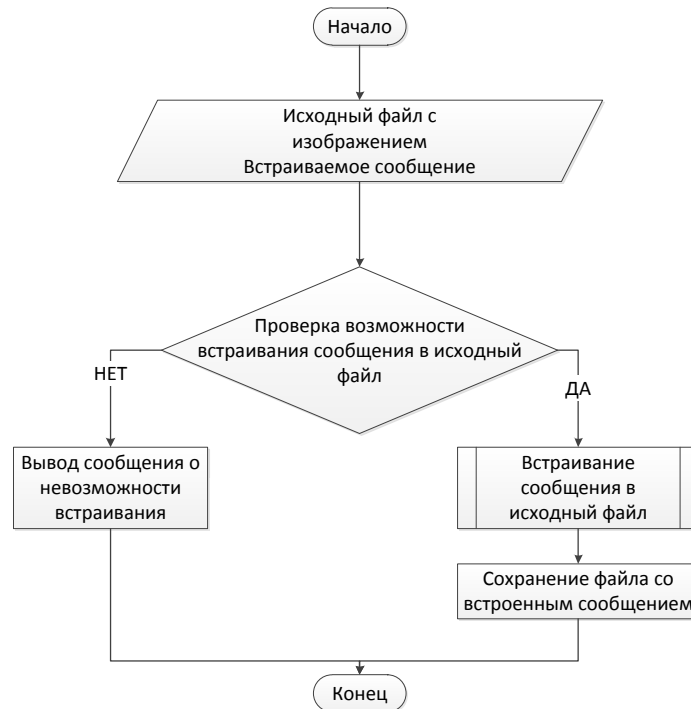 Начало
Исходный файл с
изображением
Встраиваемое сообщение
Проверка возможности
встраивания сообщения в исходный
файл
НЕТ
ДА
Вывод сообщения о
невозможности
встраивания
Встраивание
сообщения в
исходный файл
Сохранение файла со
встроенным сообщением
Конец